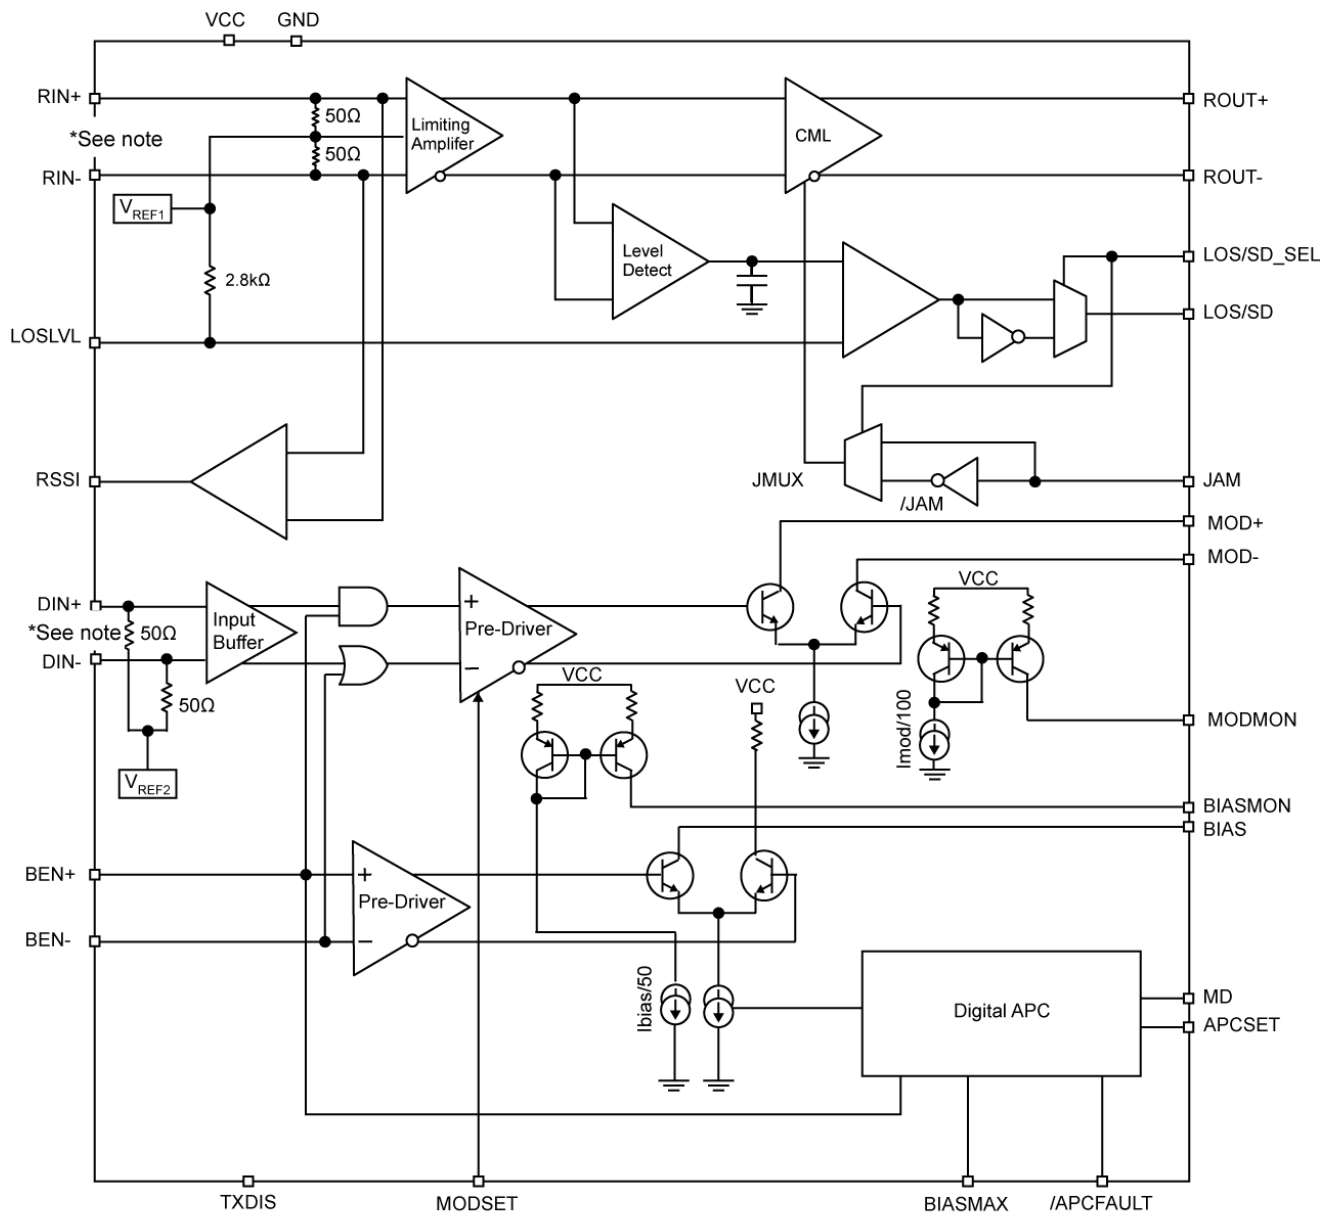 VCC GND
RIN+
50Ω
Limiting
Amplifer
CML
ROUT+
*See note
50Ω
RIN-
ROUT-
VREF1
Level
Detect
LOS/SD_SEL
2.8kΩ
LOS/SD
LOSLVL
RSSI
JMUX
/JAM
JAM
MOD+
MOD-
VCC
DIN+
Input
Buffer
+
Pre-Driver
−
*See note
50Ω
DIN-
50Ω
VCC
VCC
Imod/100
MODMON
VREF2
BIASMON
BIAS
BEN+
+
Pre-Driver
−
BEN-
Ibias/50
Digital APC
MD
APCSET
TXDIS
MODSET
BIASMAX
/APCFAULT